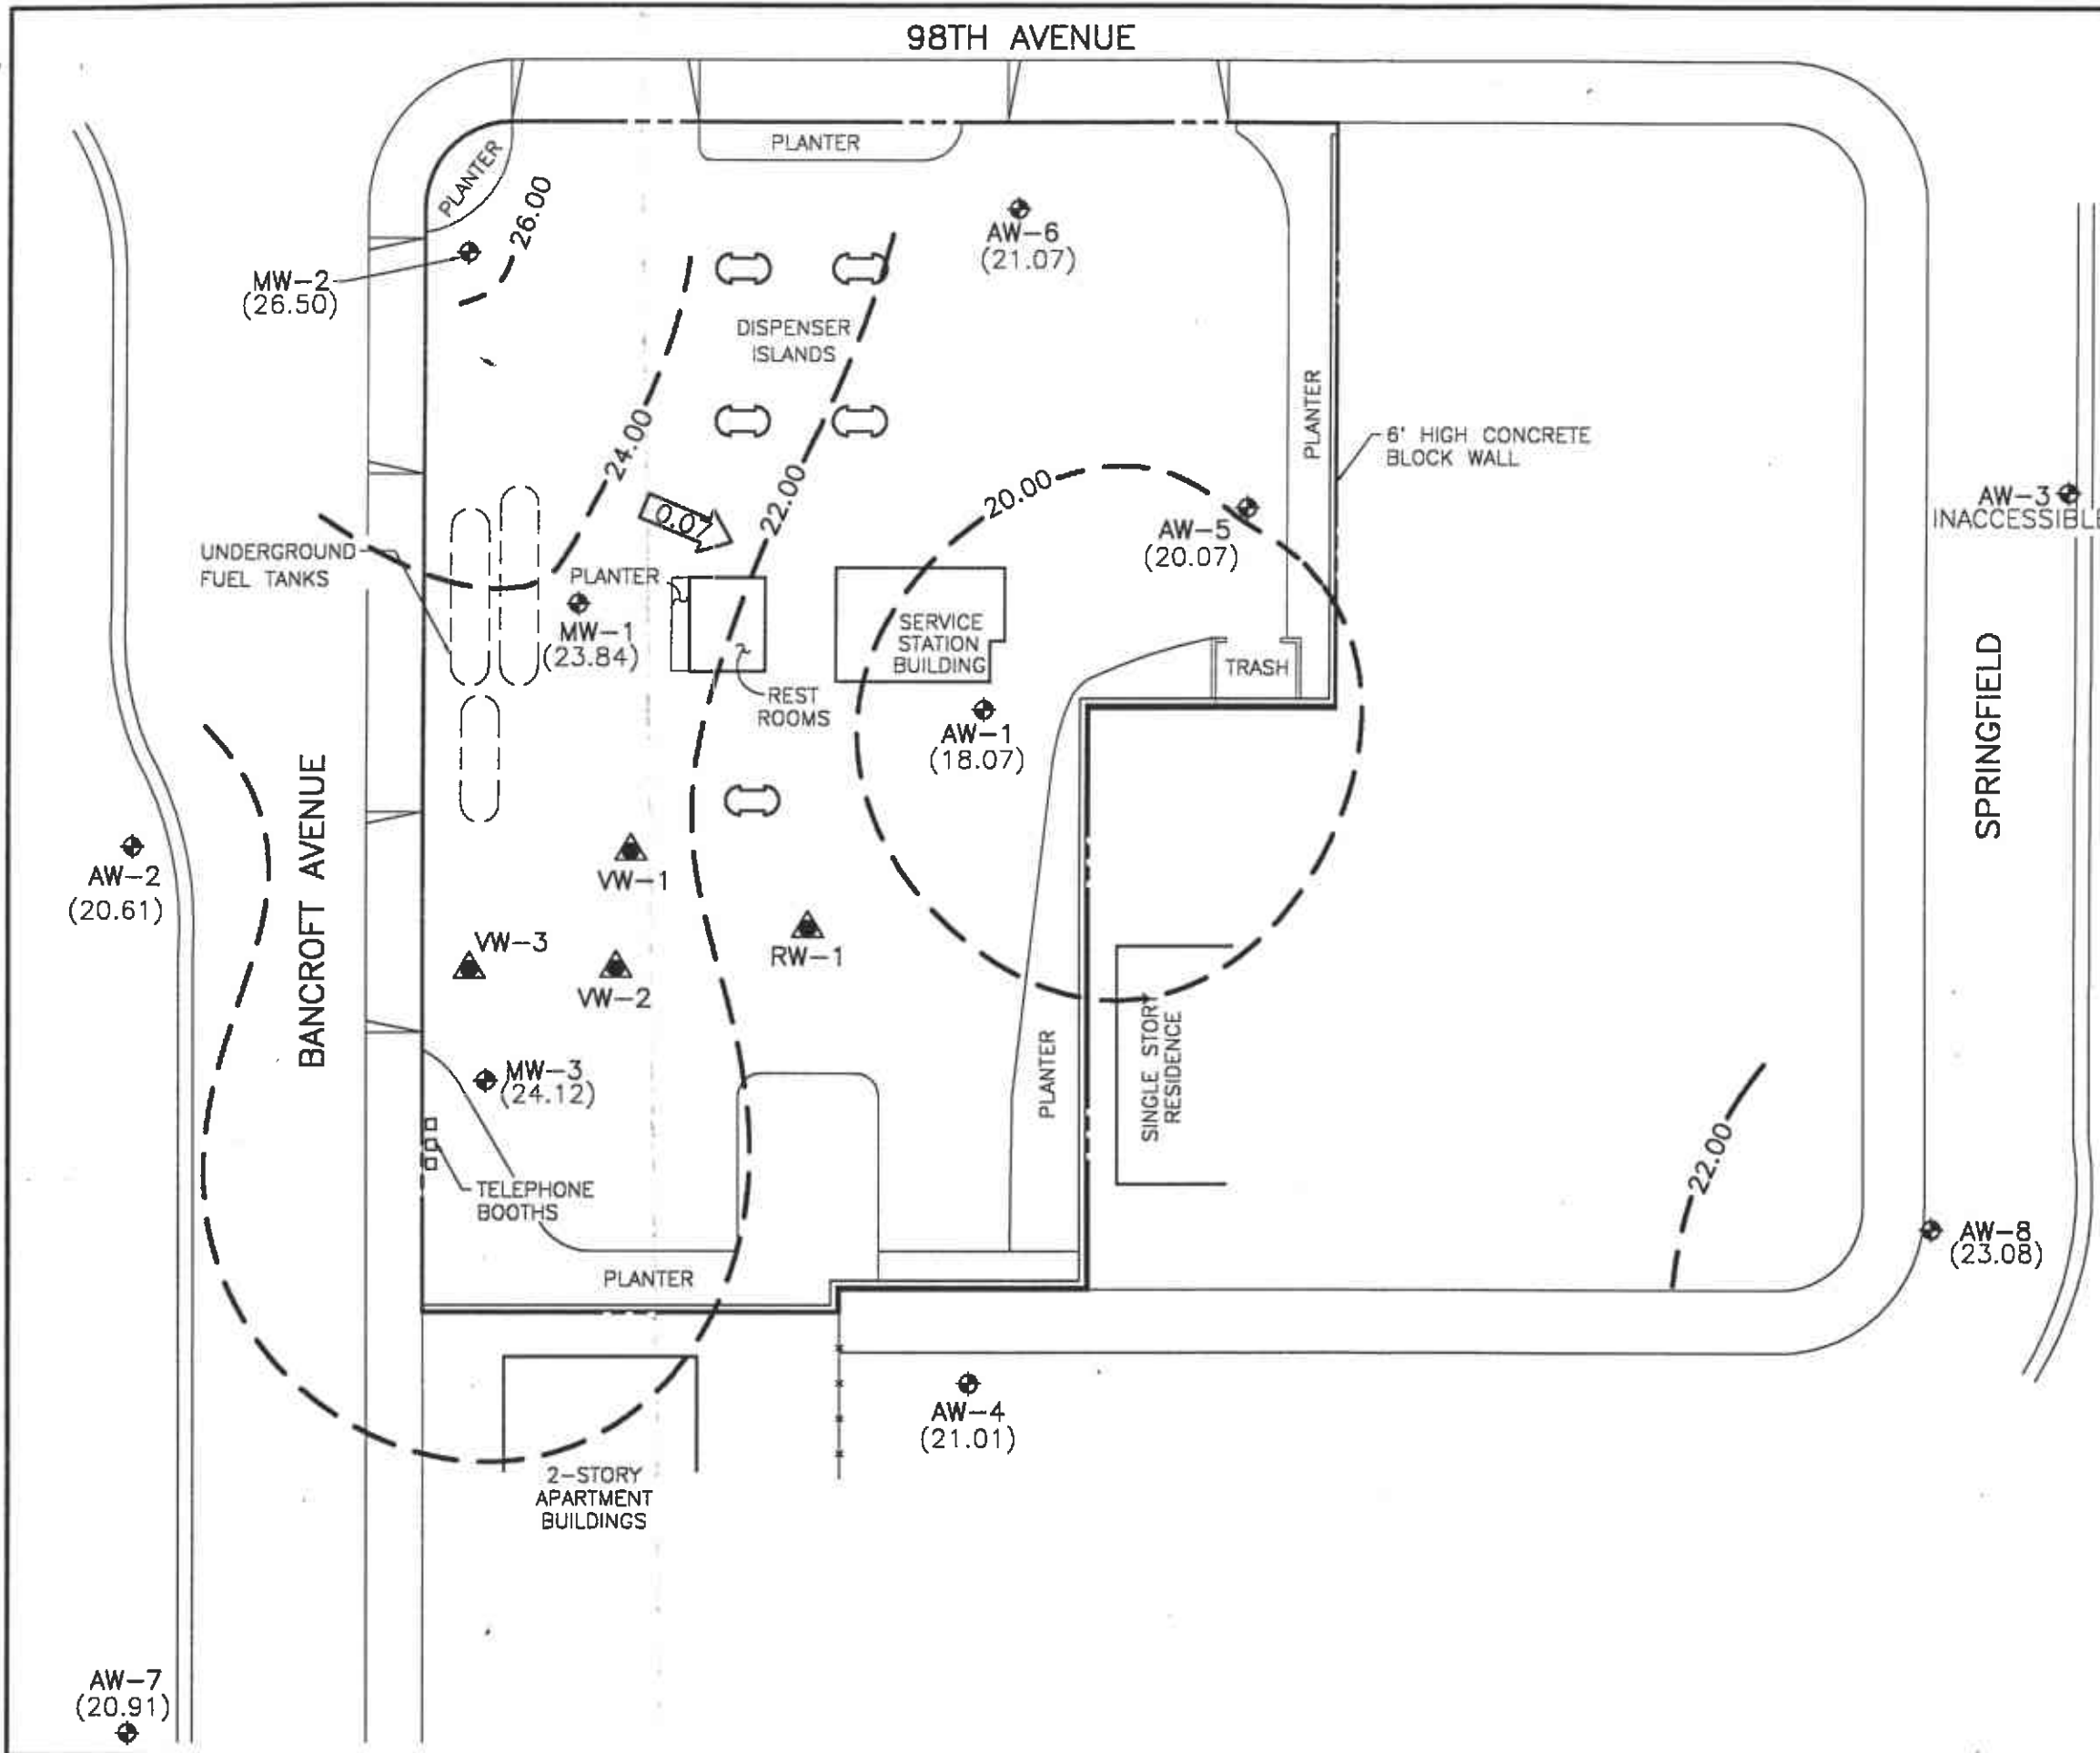 98TH AVENUE
PLANTER
PLANTER
26.00
AW-6
(21.07)
MW-2
(26.50)
DISPENSER
ISLANDS
24.00
22.00
20.00
PLANTER
6' HIGH CONCRETE
BLOCK WALL
AW-3
INACCESSIBLE
AW-5
(20.07)
0.07
UNDERGROUND
FUEL TANKS
PLANTER
MW-1
(23.84)
SERVICE
STATION
BUILDING
TRASH
REST
ROOMS
AW-1
(18.07)
SPRINGFIELD
BANCROFT AVENUE
AW-2
(20.61)
VW-1
VW-3
VW-2
RW-1
MW-3
(24.12)
PLANTER
SINGLE STORY
RESIDENCE
22.00
TELEPHONE
BOOTHS
AW-8
(23.08)
PLANTER
AW-4
(21.01)
2-STORY
APARTMENT
BUILDINGS
AW-7
(20.91)